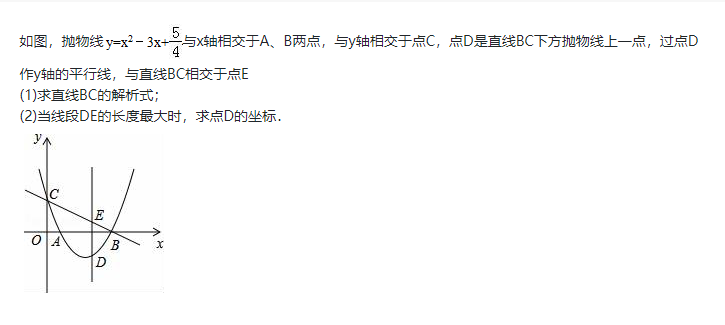 如图，抛物线y=x²－3x+5/4与x轴相交于A、B两点，与y轴相交于点C，点D是直线BC下方抛物线上一点，过点D
作y轴的平行线，与直线BC相交于点E
(1)求直线BC的解析式；
(2)当线段DE的长度最大时，求点D的坐标．
y
C
E
O A B x
D